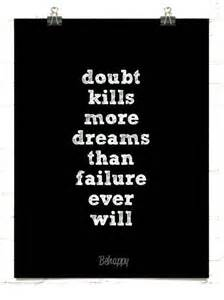 doubt
kills
more
dreams
than
failure
ever
will
Behappy